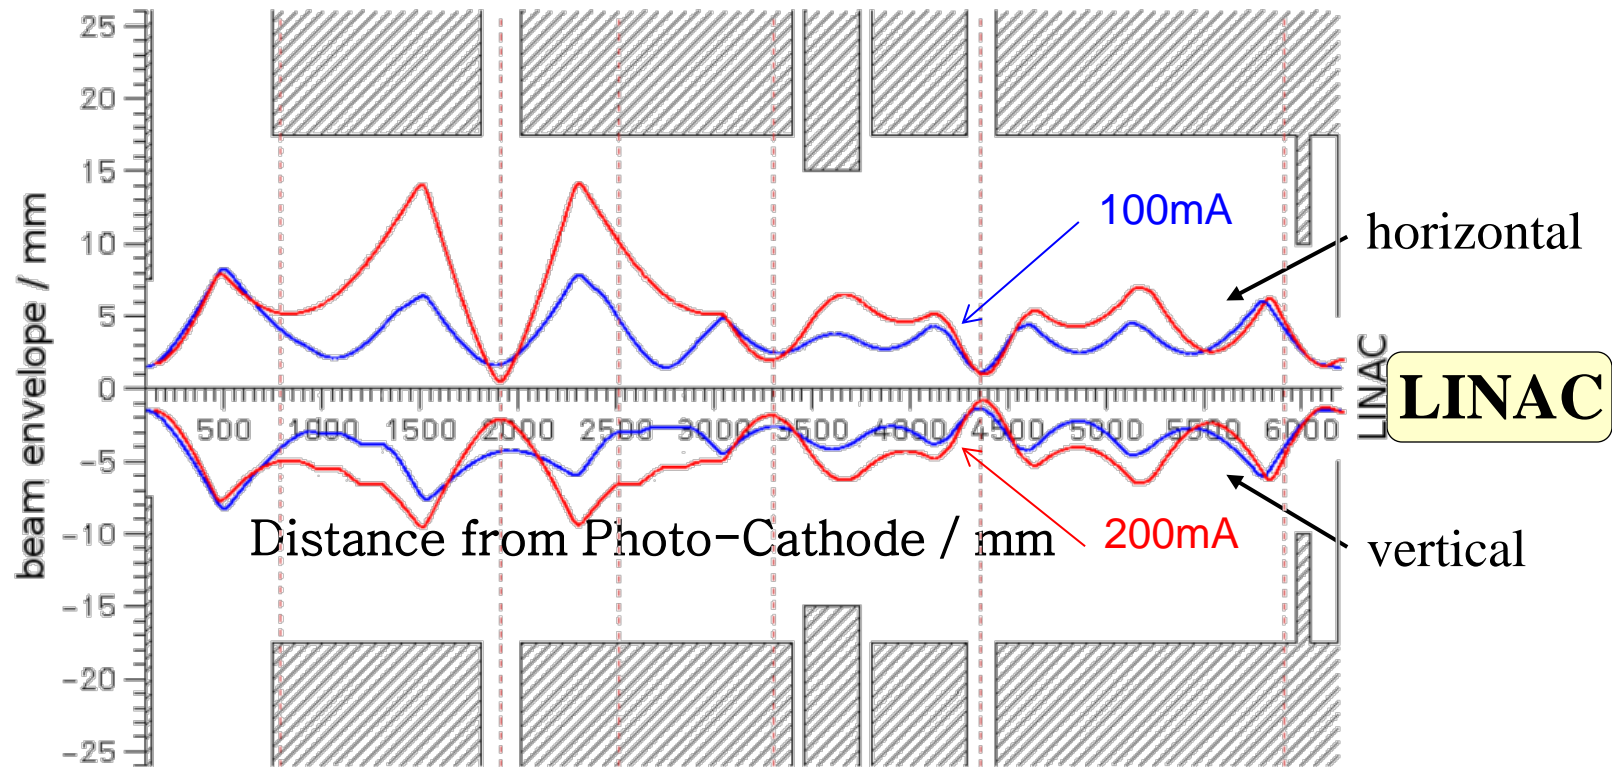 25
20
15
10
5
0
-5
-10
-15
-20
-25
beam envelope / mm
500 1000 1500 2000 2500 3000 3500 4000 4500 5000 5500 6000
Distance from Photo-Cathode / mm
100mA
200mA
horizontal
vertical
LINAC
LINAC